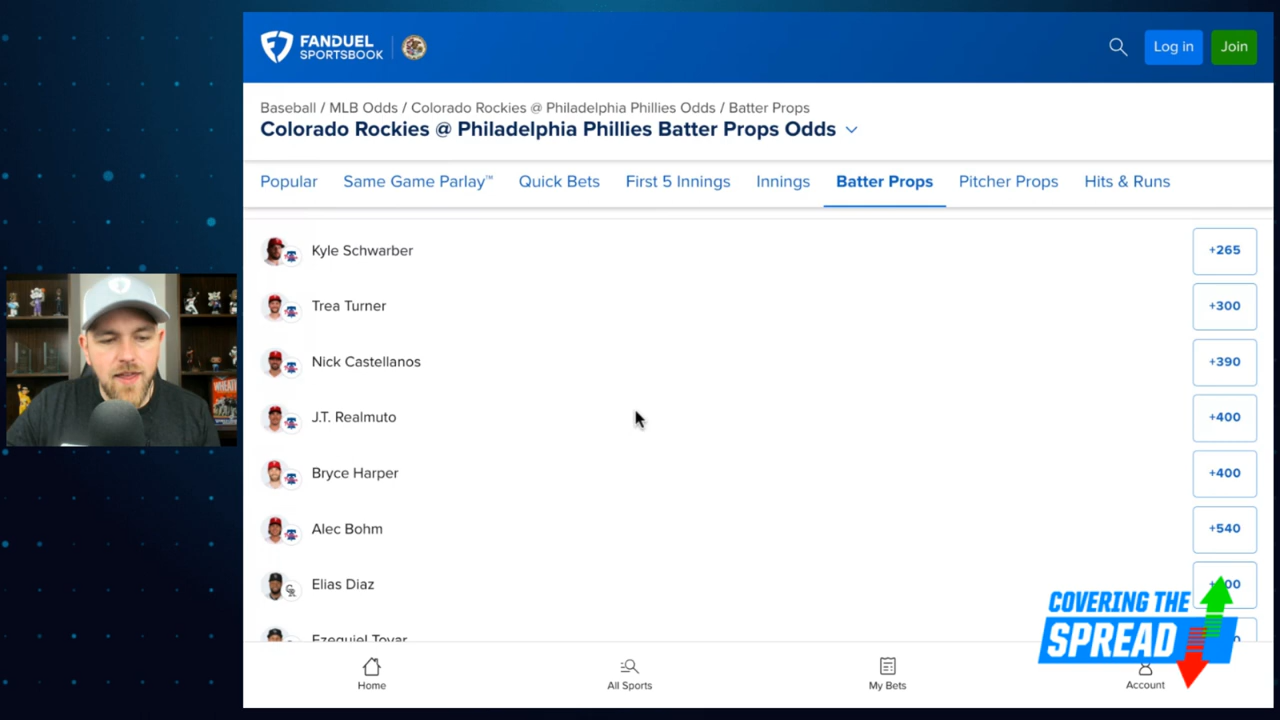 FANDUEL
SPORTSBOOK
Log in
Join
Baseball / MLB Odds / Colorado Rockies @ Philadelphia Phillies Odds / Batter Props
Colorado Rockies @ Philadelphia Phillies Batter Props Odds
Popular
Same Game Parlay™
Quick Bets
First 5 Innings
Innings
Batter Props
Pitcher Props
Hits & Runs
Kyle Schwarber
+265
Trea Turner
+300
Nick Castellanos
+390
J.T. Realmuto
+400
Bryce Harper
+400
Alec Bohm
+540
Elias Diaz
Ezequiel Tovar
COVERING THE
SPREAD
Home
All Sports
My Bets
Account